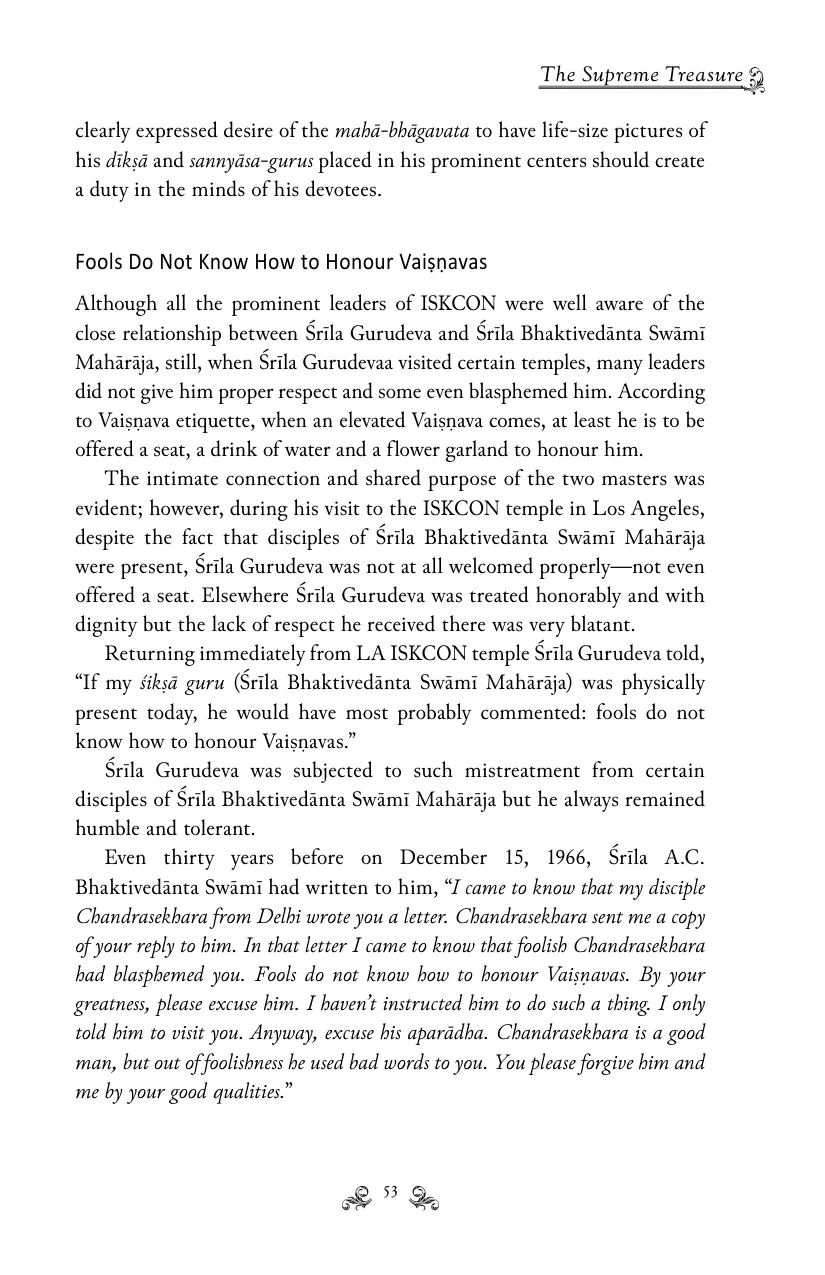 The Supreme Treasure
clearly expressed desire of the mahā-bhāgavata to have life-size pictures of
his dīkṣā and sannyāsa-gurus placed in his prominent centers should create
a duty in the minds of his devotees.
Fools Do Not Know How to Honour Vaiṣṇavas
Although all the prominent leaders of ISKCON were well aware of the
close relationship between Śrīla Gurudeva and Śrīla Bhaktivedānta Swāmī
Mahārāja, still, when Śrīla Gurudevaa visited certain temples, many leaders
did not give him proper respect and some even blasphemed him. According
to Vaiṣṇava etiquette, when an elevated Vaiṣṇava comes, at least he is to be
offered a seat, a drink of water and a flower garland to honour him.
The intimate connection and shared purpose of the two masters was
evident; however, during his visit to the ISKCON temple in Los Angeles,
despite the fact that disciples of Śrīla Bhaktivedānta Swāmī Mahārāja
were present, Śrīla Gurudeva was not at all welcomed properly—not even
offered a seat. Elsewhere Śrīla Gurudeva was treated honorably and with
dignity but the lack of respect he received there was very blatant.
Returning immediately from LA ISKCON temple Śrīla Gurudeva told,
“If my śikṣā guru (Śrīla Bhaktivedānta Swāmī Mahārāja) was physically
present today, he would have most probably commented: fools do not
know how to honour Vaiṣṇavas.”
Śrīla Gurudeva was subjected to such mistreatment from certain
disciples of Śrīla Bhaktivedānta Swāmī Mahārāja but he always remained
humble and tolerant.
Even thirty years before on December 15, 1966, Śrīla A.C.
Bhaktivedānta Swāmī had written to him, “I came to know that my disciple
Chandrasekhara from Delhi wrote you a letter. Chandrasekhara sent me a copy
of your reply to him. In that letter I came to know that foolish Chandrasekhara
had blasphemed you. Fools do not know how to honour Vaiṣṇavas. By your
greatness, please excuse him. I haven’t instructed him to do such a thing. I only
told him to visit you. Anyway, excuse his aparādha. Chandrasekhara is a good
man, but out of foolishness he used bad words to you. You please forgive him and
me by your good qualities.”
53